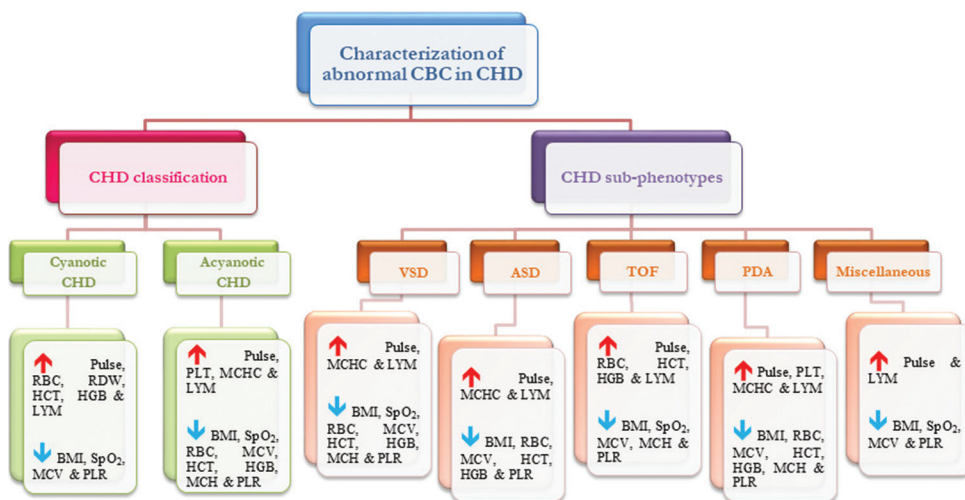 Characterization of
abnormal CBC in CHD
CHD classification
CHD sub-phenotypes
Cyanotic
CHD
Acyanotic
CHD
VSD
ASD
TOF
PDA
Miscellaneous
Pulse,
RBC, RDW,
HCT, HGB &
LYM
BMI, SpO₂,
MCV & PLR
Pulse,
PLT, MCHC &
LYM
BMI, SpO₂,
RBC, MCV,
HCT, HGB,
MCH & PLR
Pulse,
MCHC & LYM
BMI, SpO₂,
RBC, MCV,
HCT, HGB,
MCH & PLR
Pulse,
MCHC & LYM
BMI, RBC,
MCV, HCT,
HGB & PLR
Pulse,
RBC, HCT,
HGB & LYM
BMI, SpO₂,
MCV, MCH &
PLR
Pulse, PLT,
MCHC & LYM
BMI, RBC,
MCV, HCT,
HGB, MCH &
PLR
Pulse &
LYM
BMI, SpO₂,
MCV & PLR